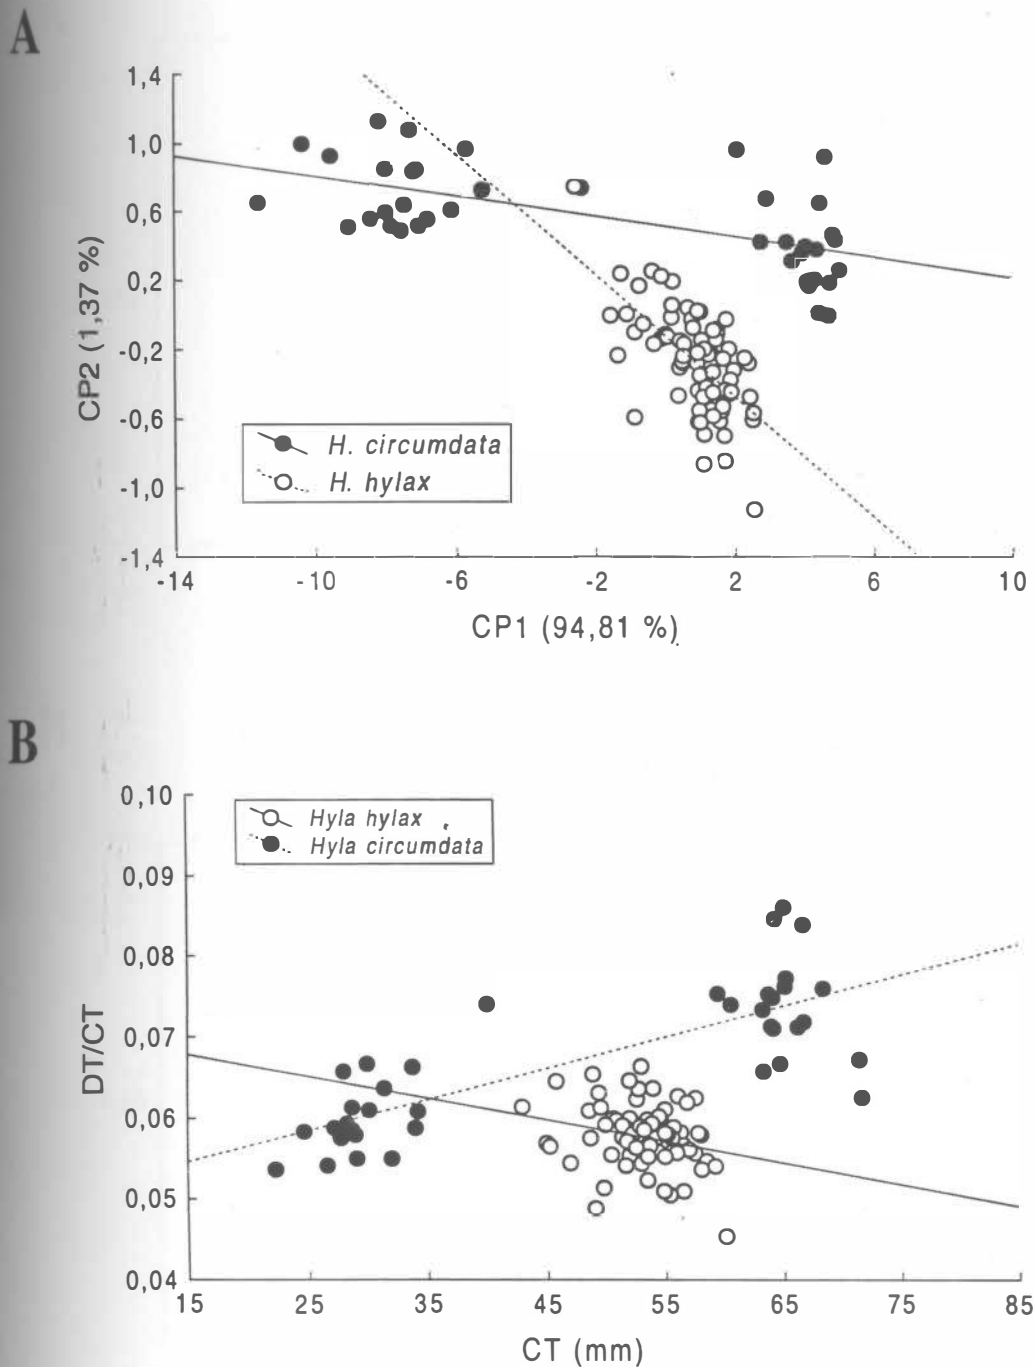 A
1,4
1,0
0,6
0,2
-0,2
-0,6
-1,0
-1,4
CP2 (1,37 %)
H. circumdata
H. hylax
-14 -10 -6 -2 2 6 10
CP1 (94,81 %)
B
0,10
0,09
0,08
0,07
0,06
0,05
0,04
DT/CT
Hyla hylax
Hyla circumdata
15 25 35 45 55 65 75 85
CT (mm)